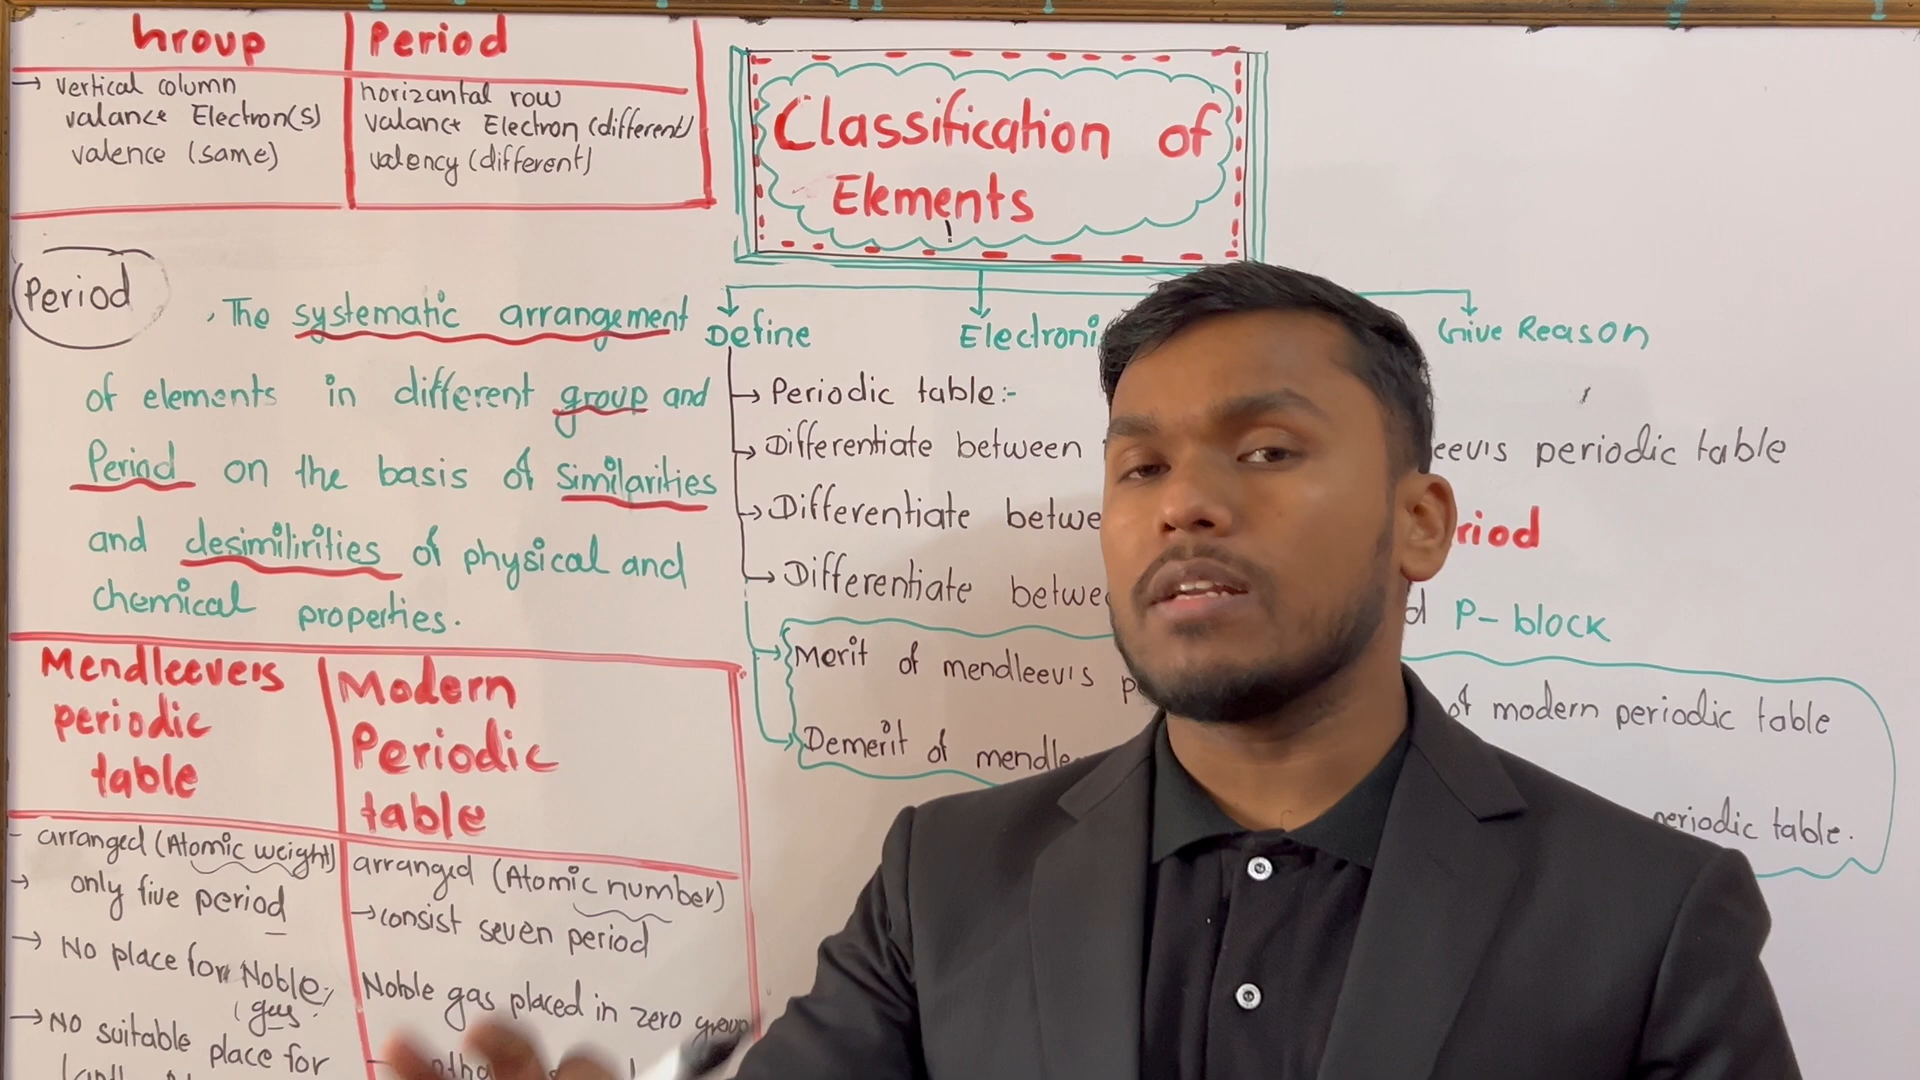 Group
Period
→ vertical column
valance Electron(s)
valence (same)
horizantal row
valanct Electron (different)
valency (different)
Classification of
Elements
Period
The systematic arrangement
of elements in different group and
Period on the basis of similarities
and desimilirities of physical and
chemical properties.
Define
→ Periodic table:-
→ Differentiate between
→ Differentiate betwe
→ Differentiate betwee
→ Merit of mendleevis p
→ Demerit of mendle
Electroni
Give Reason
eevis periodic table
riod
d P-block
of modern periodic table
periodic table.
Mendleevers
periodic
table
Modern
Periodic
table
- arranged (Atomic weight)
→ only five period
→ No place for Noble
(gas.
→ NO suitable place for
arranged (Atomic number)
→ consist seven period
Noble gas placed in zero group